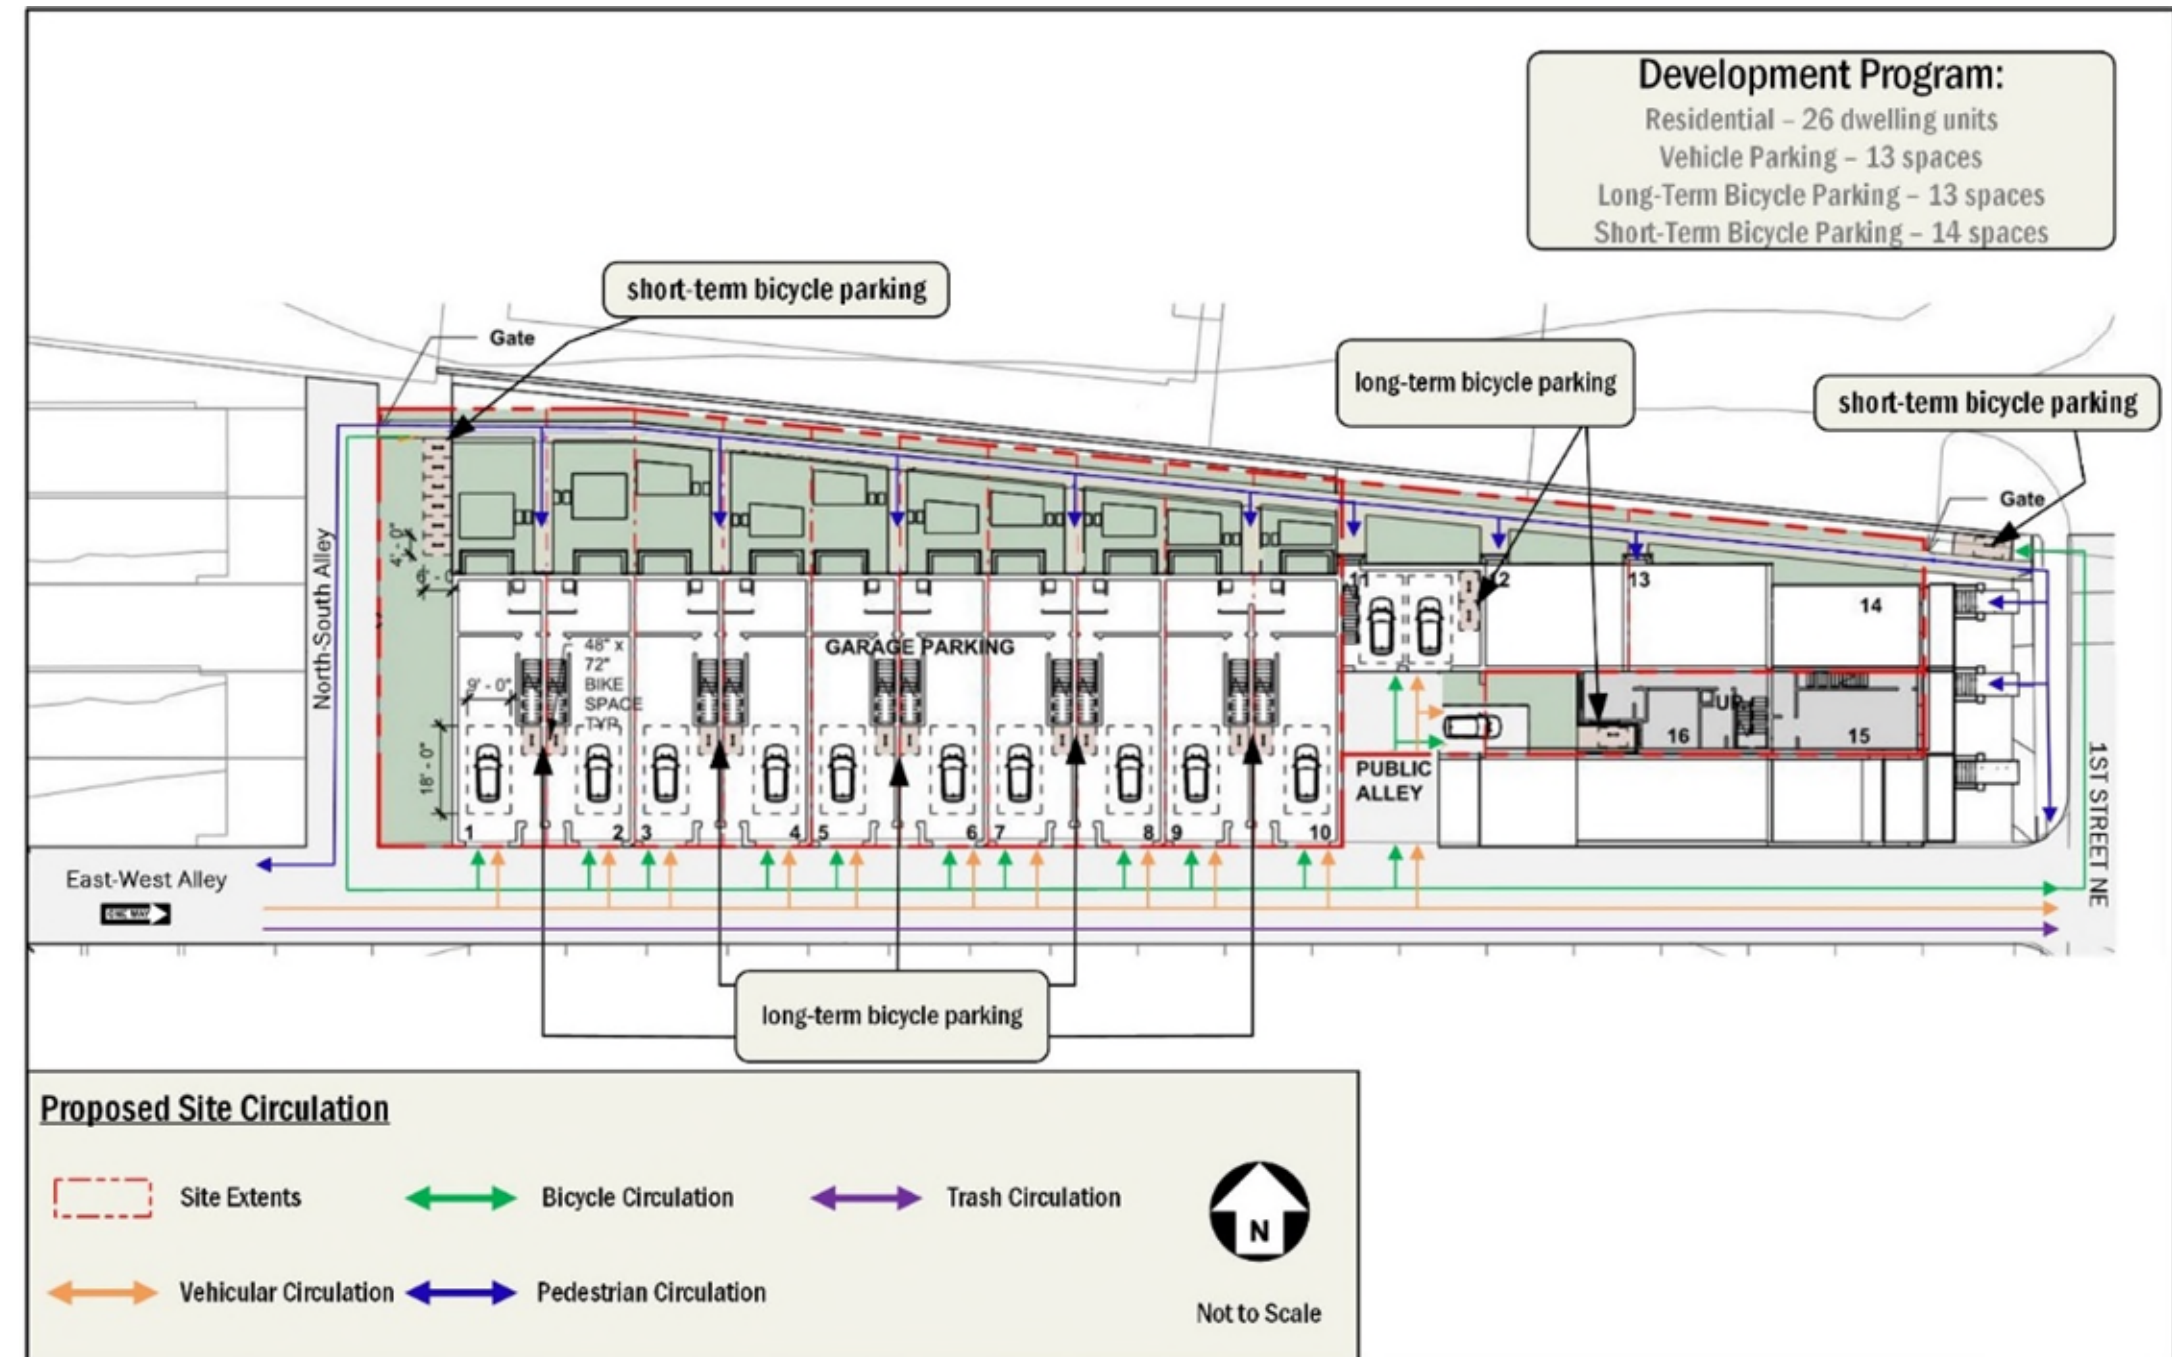 Development Program:
Residential – 26 dwelling units
Vehicle Parking – 13 spaces
Long-Term Bicycle Parking – 13 spaces
Short-Term Bicycle Parking – 14 spaces
short-term bicycle parking
Gate
long-term bicycle parking
short-term bicycle parking
Gate
North-South Alley
4' - 0"
11
12
13
14
GARAGE PARKING
48" x
72"
BIKE
SPACE
TYP
9' - 0"
18' - 0"
UP
16
15
PUBLIC
ALLEY
1ST STREET NE
1
2
3
4
5
6
7
8
9
10
East-West Alley
ONE WAY
long-term bicycle parking
Proposed Site Circulation
Site Extents
Bicycle Circulation
Trash Circulation
Vehicular Circulation
Pedestrian Circulation
N
Not to Scale